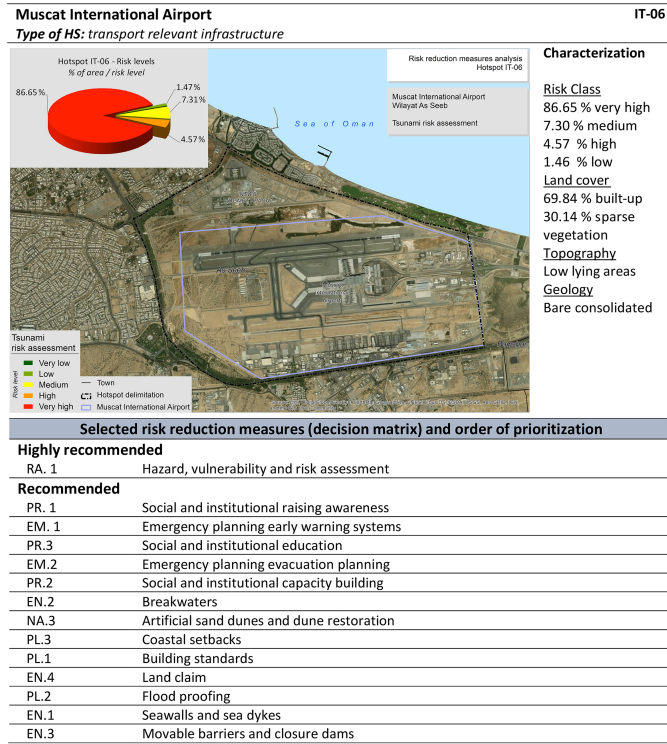 Muscat International Airport IT-06
Type of HS: transport relevant infrastructure
Hotspot IT-06 - Risk levels
% of area / risk level
86.65%
1.47%
7.31%
4.57%
Risk reduction measures analysis
Hotspot IT-06
Muscat International Airport
Wilayat As Seeb
Tsunami risk assessment
Sea of Oman
As Seeb
Tsunami
risk assessment
Risk level
Very low
Low
Medium
High
Very high
Town
Hotspot delimitation
Muscat International Airport
Characterization
Risk Class
86.65 % very high
7.30 % medium
4.57 % high
1.46 % low
Land cover
69.84 % built-up
30.14 % sparse
vegetation
Topography
Low lying areas
Geology
Bare consolidated
Selected risk reduction measures (decision matrix) and order of prioritization
Highly recommended
RA. 1 Hazard, vulnerability and risk assessment
Recommended
PR. 1 Social and institutional raising awareness
EM. 1 Emergency planning early warning systems
PR.3 Social and institutional education
EM.2 Emergency planning evacuation planning
PR.2 Social and institutional capacity building
EN.2 Breakwaters
NA.3 Artificial sand dunes and dune restoration
PL.3 Coastal setbacks
PL.1 Building standards
EN.4 Land claim
PL.2 Flood proofing
EN.1 Seawalls and sea dykes
EN.3 Movable barriers and closure dams